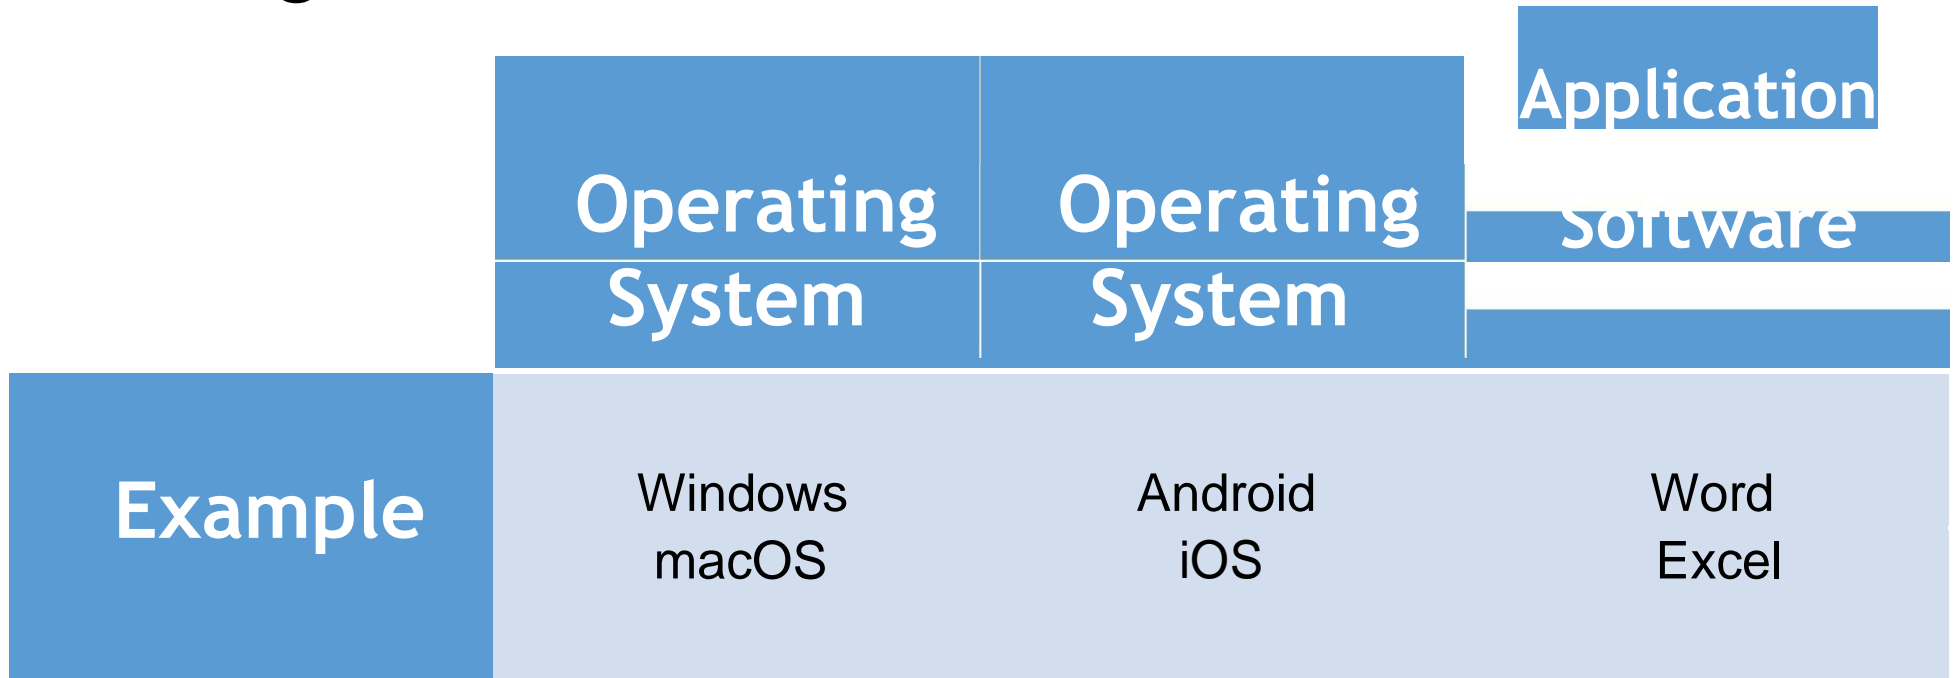 Operating System
Operating System
Application Software
Example
Windows
macOS
Android
iOS
Word
Excel